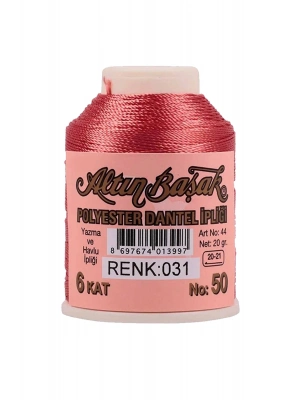 Altın Başak
POLYESTER DANTEL İPLİĞİ
Yazma
ve
Havlu
İpliği
8 697674 013997
Art No: 44
Net: 20 gr.
20-21
RENK:031
6 KAT
No: 50